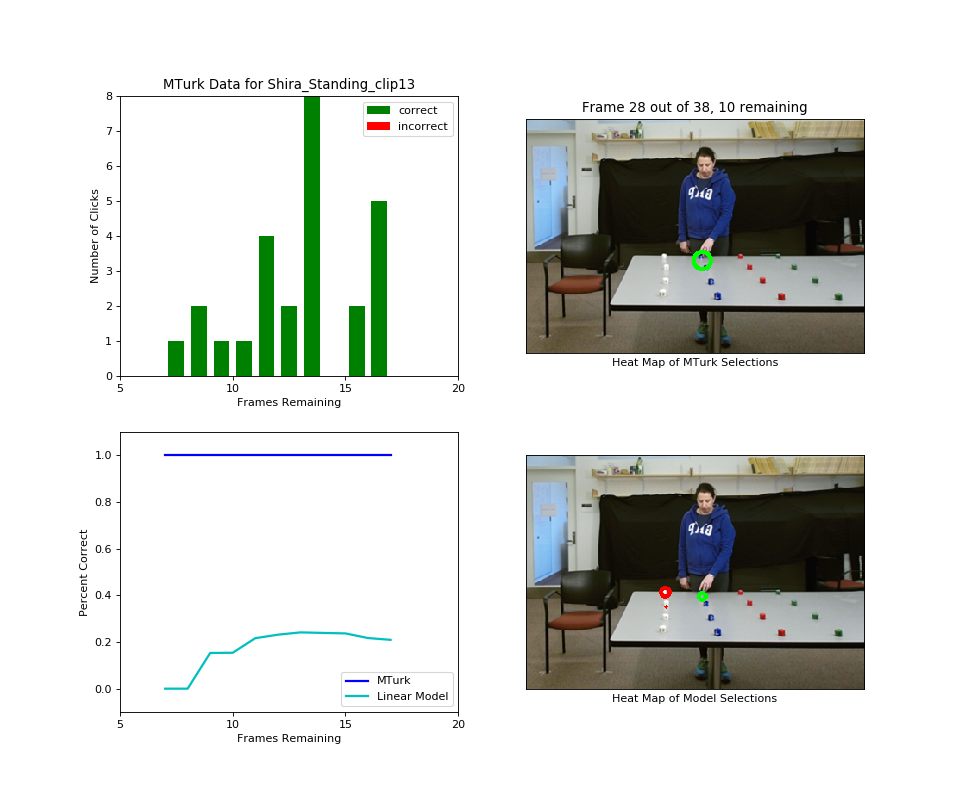 MTurk Data for Shira_Standing_clip13
8
7
6
5
4
3
2
1
0
Number of Clicks
correct
incorrect
5 10 15 20
Frames Remaining
Frame 28 out of 38, 10 remaining
Heat Map of MTurk Selections
1.0
0.8
0.6
0.4
0.2
0.0
Percent Correct
MTurk
Linear Model
5 10 15 20
Frames Remaining
Heat Map of Model Selections